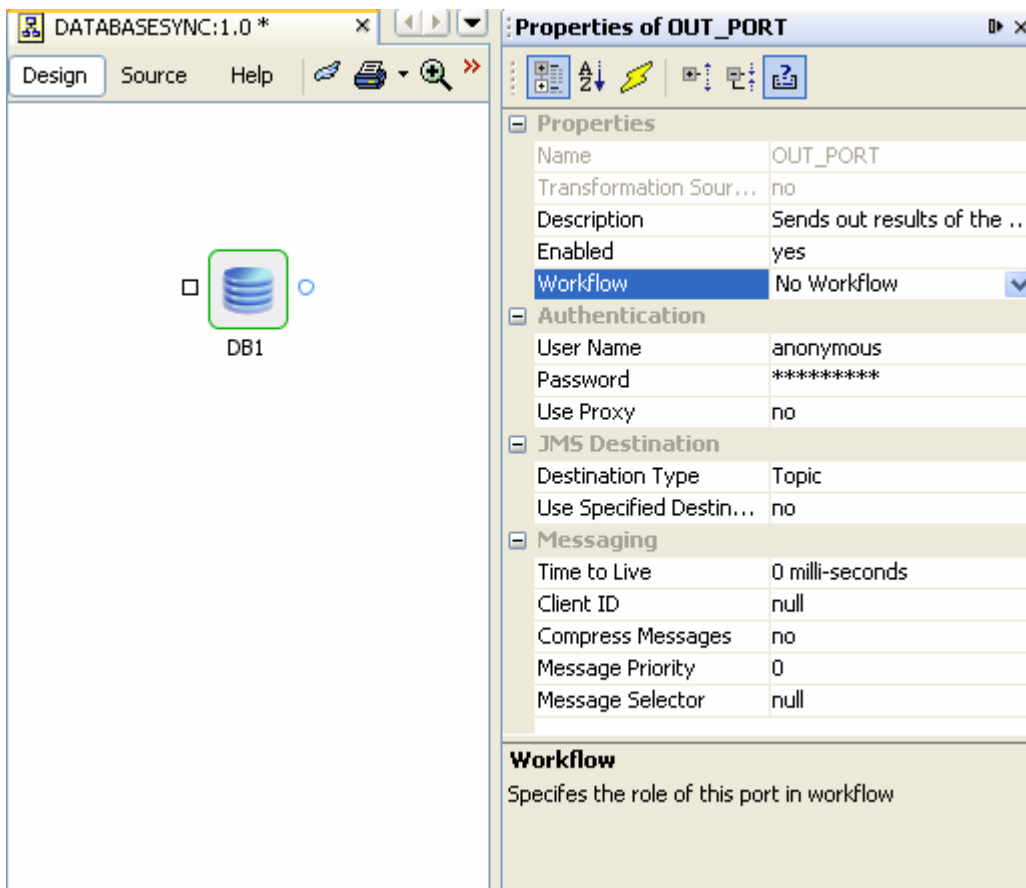 DATABASESYNC:1.0 *
Design Source Help
DB1
Properties of OUT_PORT
Properties
Name OUT_PORT
Transformation Sour... no
Description Sends out results of the ...
Enabled yes
Workflow No Workflow
Authentication
User Name anonymous
Password *********
Use Proxy no
JMS Destination
Destination Type Topic
Use Specified Destin... no
Messaging
Time to Live 0 milli-seconds
Client ID null
Compress Messages no
Message Priority 0
Message Selector null
Workflow
Specifes the role of this port in workflow